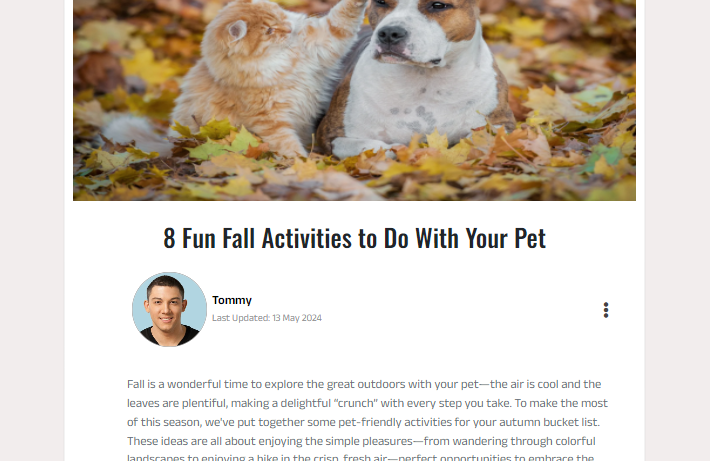 8 Fun Fall Activities to Do With Your Pet
Tommy
Last Updated: 13 May 2024
Fall is a wonderful time to explore the great outdoors with your pet—the air is cool and the
leaves are plentiful, making a delightful “crunch” with every step you take. To make the most
of this season, we’ve put together some pet-friendly activities for your autumn bucket list.
These ideas are all about enjoying the simple pleasures—from wandering through colorful
landscapes to enjoying a hike in the crisp, fresh air—perfect opportunities to embrace the